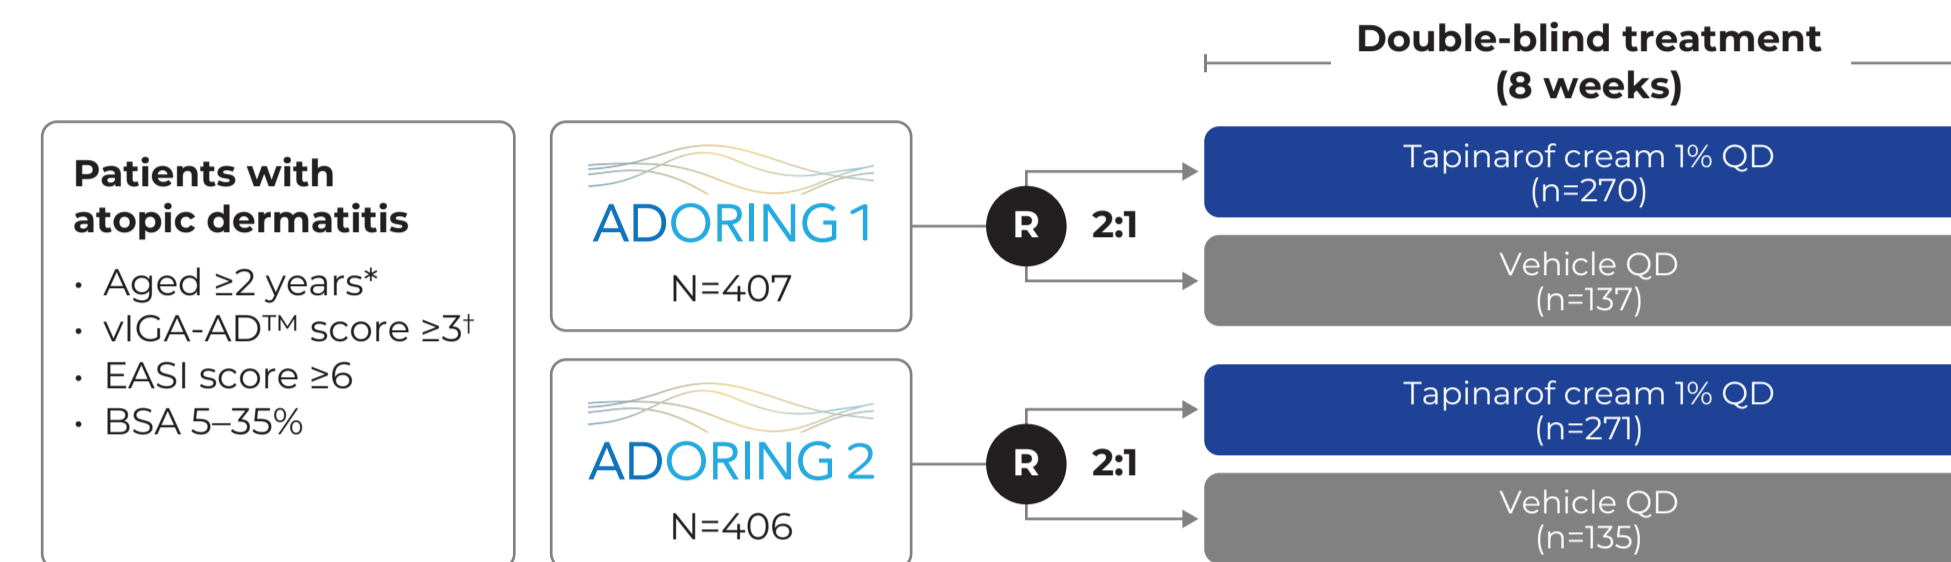 Double-blind treatment
(8 weeks)
Patients with
atopic dermatitis
· Aged ≥2 years*
· vIGA-AD™ score ≥3†
· EASI score ≥6
· BSA 5–35%
ADORING 1
N=407
R
2:1
Tapinarof cream 1% QD
(n=270)
Vehicle QD
(n=137)
ADORING 2
N=406
R
2:1
Tapinarof cream 1% QD
(n=271)
Vehicle QD
(n=135)